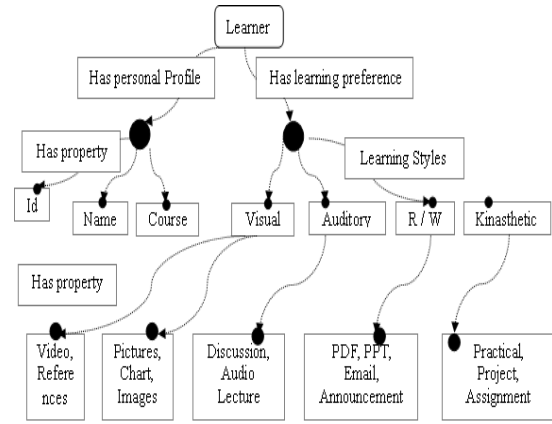 Learner
Has personal Profile
Has learning preference
Has property
Learning Styles
Id
Name
Course
Visual
Auditory
R / W
Kinasthetic
Has property
Video,
Refere
nces
Pictures,
Chart,
Images
Discussion,
Audio
Lecture
PDF, PPT,
Email,
Announcement
Practical,
Project,
Assignment